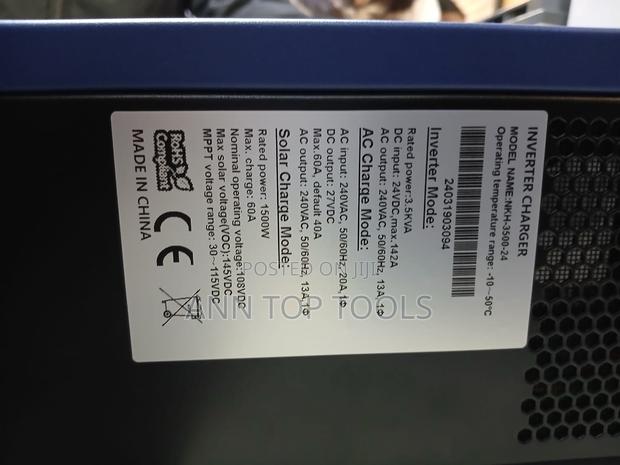 INVERTER CHARGER
MODEL NAME:NKH-3500-24
Operating temperature range: -10~50℃
24031903094
Inverter Mode:
Rated power:3.5KVA
DC input: 24VDC,max.142A
AC output: 240VAC, 50/60Hz, 13A,1Φ
AC Charge Mode:
AC input: 240VAC, 50/60Hz, 20A,1Φ
DC output: 27VDC
Max.60A, default 40A
AC output: 240VAC, 50/60Hz, 13A,1Φ
Solar Charge Mode:
Rated power: 1500W
Max. charge: 60A
Nominal operating voltage:108VDC
Max solar voltage(VOC):145VDC
MPPT voltage range: 30~115VDC
RoHS
Compliant
CE
MADE IN CHINA
POSTED ON JIJI
ANN TOP TOOLS